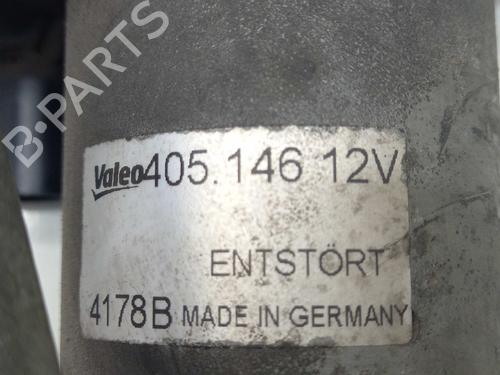 B-PARTS
Valeo 405.146 12V
ENTSTÖRT
4178B MADE IN GERMANY